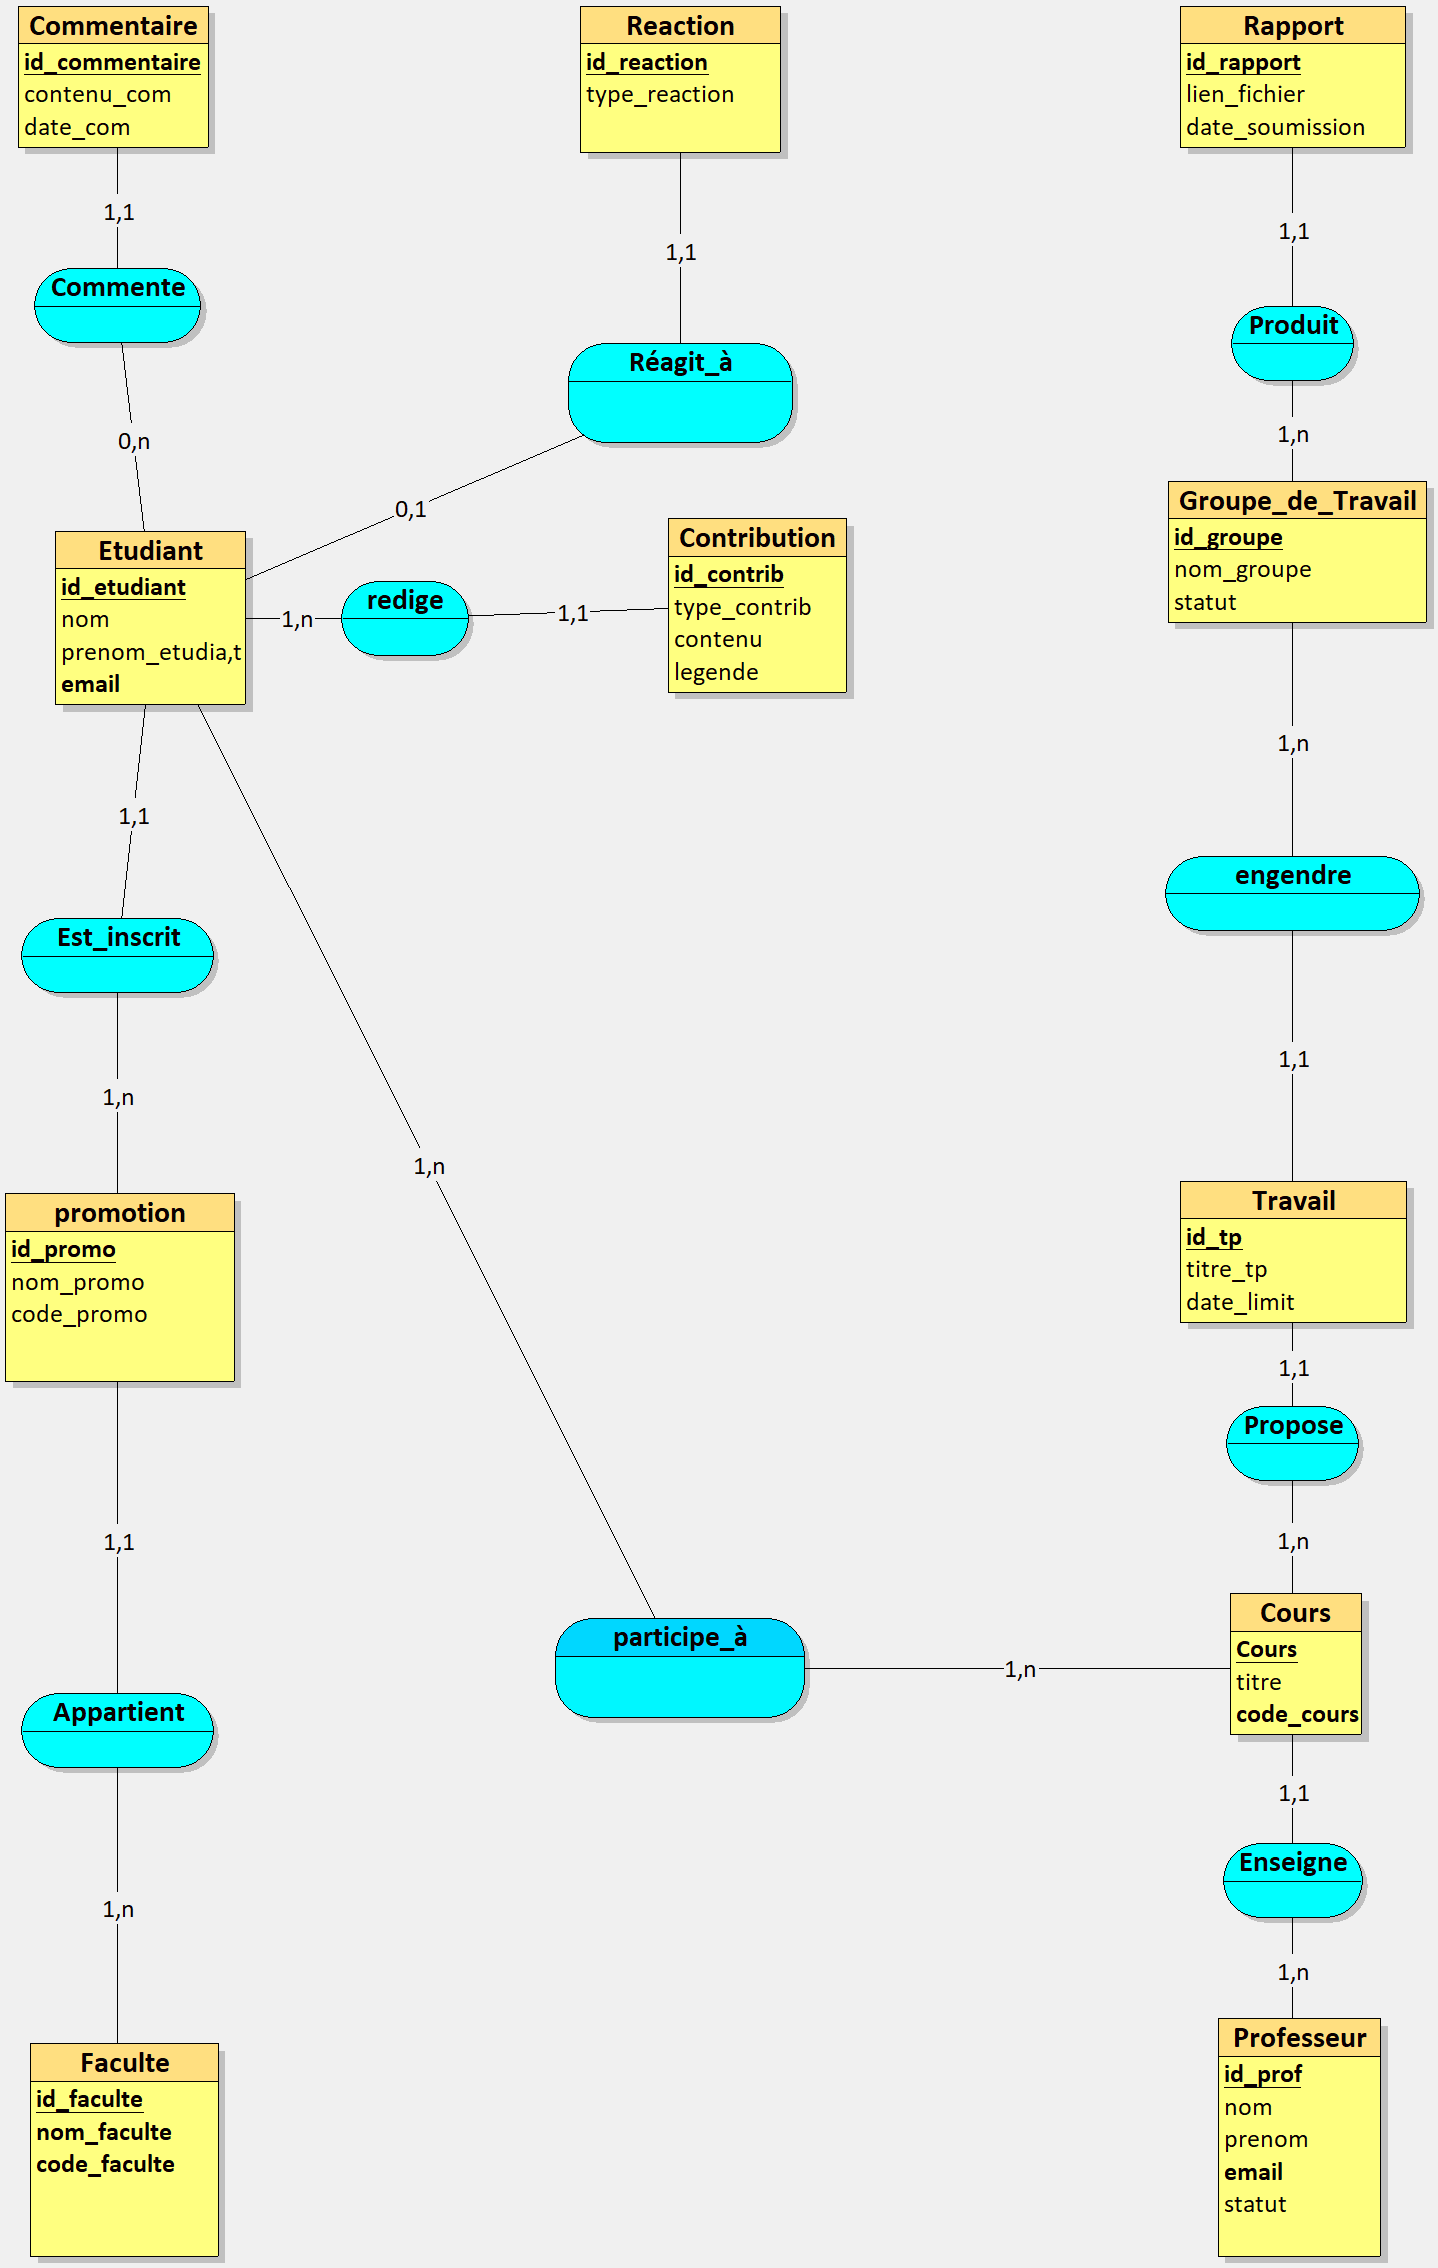 Commentaire
id_commentaire
contenu_com
date_com
Reaction
id_reaction
type_reaction
Rapport
id_rapport
lien_fichier
date_soumission
1,1
1,1
1,1
Commente
Réagit_à
Produit
0,n
0,1
1,n
Etudiant
id_etudiant
nom
prenom_etudia,t
email
1,n
redige
1,1
Contribution
id_contrib
type_contrib
contenu
legende
Groupe_de_Travail
id_groupe
nom_groupe
statut
1,n
1,1
engendre
Est_inscrit
1,1
1,n
1,n
promotion
id_promo
nom_promo
code_promo
Travail
id_tp
titre_tp
date_limit
1,1
Propose
1,1
1,n
participe_à
1,n
Cours
Cours
titre
code_cours
Appartient
1,1
Enseigne
1,n
1,n
Faculte
id_faculte
nom_faculte
code_faculte
Professeur
id_prof
nom
prenom
email
statut